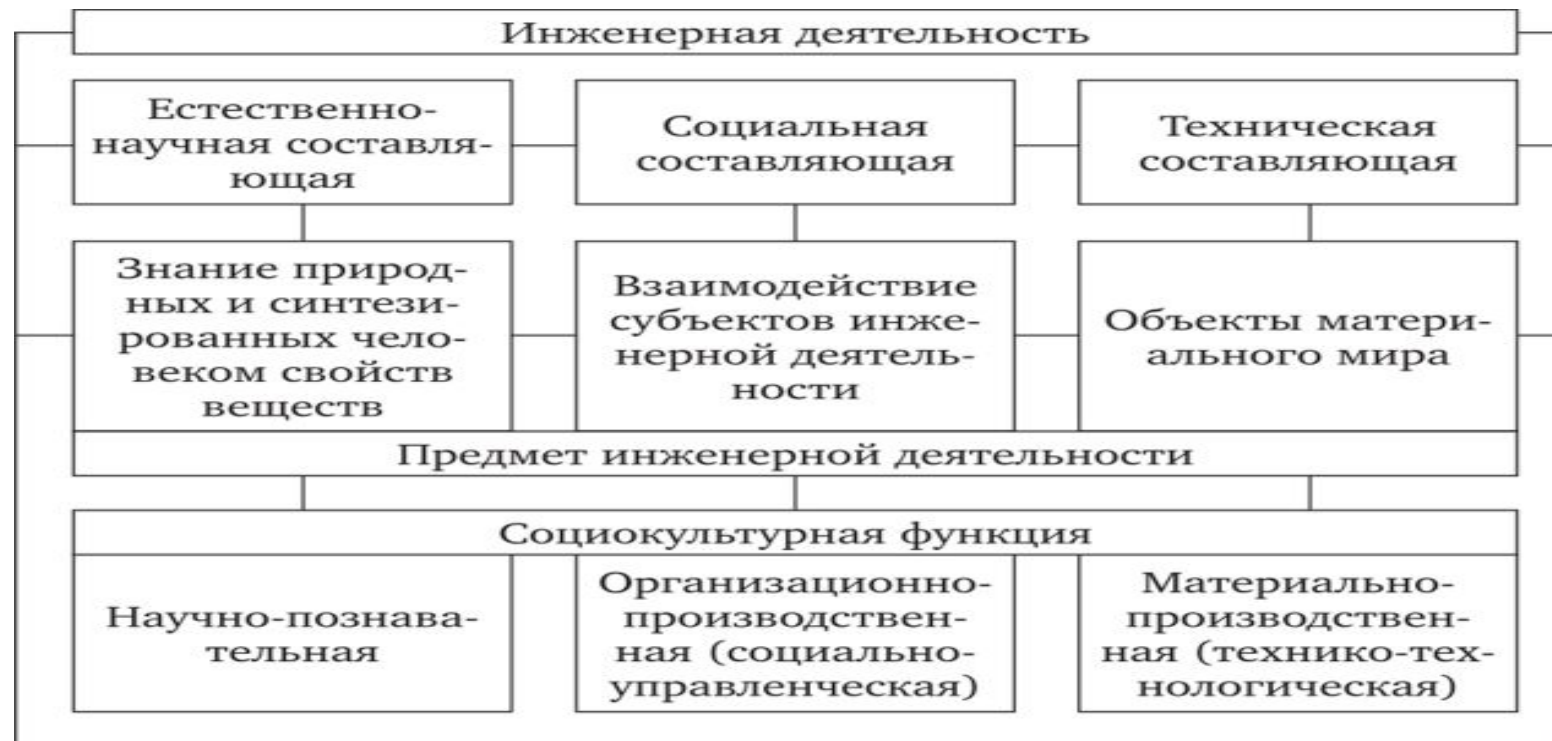 Инженерная деятельность
Естественно-
научная составля-
ющая
Социальная
составляющая
Техническая
составляющая
Знание природ-
ных и синтези-
рованных чело-
веком свойств
веществ
Взаимодействие
субъектов инже-
нерной деятель-
ности
Объекты матери-
ального мира
Предмет инженерной деятельности
Социокультурная функция
Научно-познава-
тельная
Организационно-
производствен-
ная (социально-
управленческая)
Материально-
производствен-
ная (технико-тех-
нологическая)